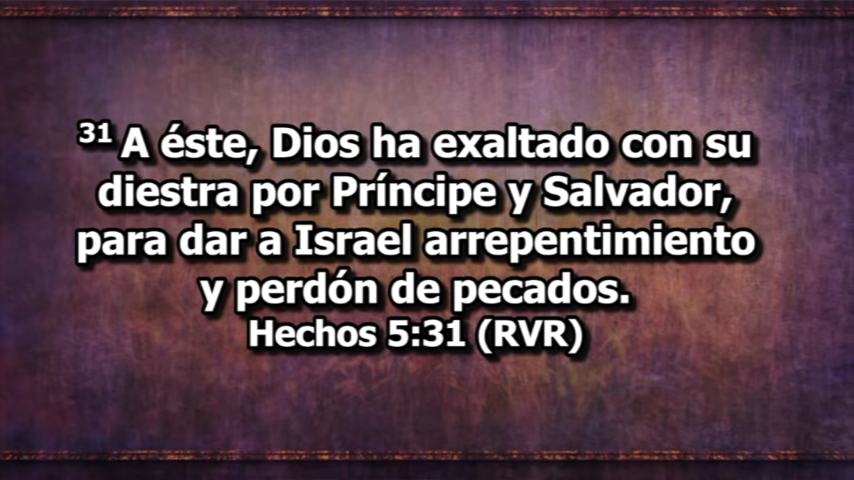 31 A éste, Dios ha exaltado con su
diestra por Príncipe y Salvador,
para dar a Israel arrepentimiento
y perdón de pecados.
Hechos 5:31 (RVR)